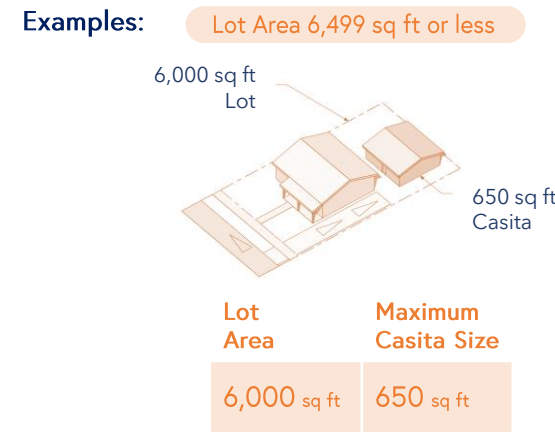 Examples:
Lot Area 6,499 sq ft or less
6,000 sq ft
Lot
650 sq ft
Casita
Lot
Area
Maximum
Casita Size
6,000 sq ft
650 sq ft